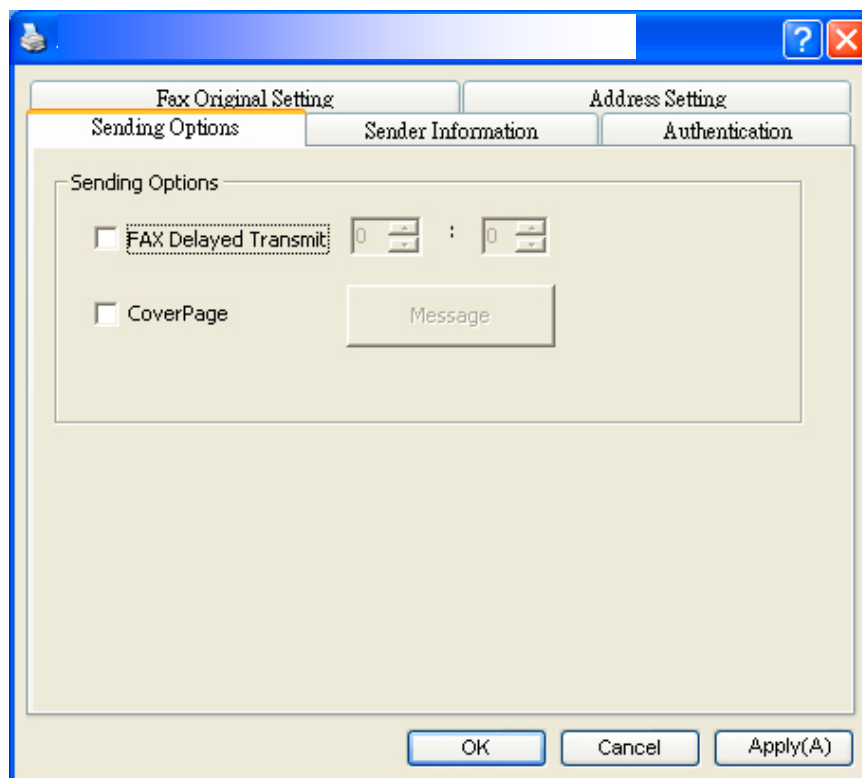 Fax Original Setting
Address Setting
Sending Options
Sender Information
Authentication
Sending Options
FAX Delayed Transmit 0 : 0
CoverPage
Message
OK
Cancel
Apply(A)